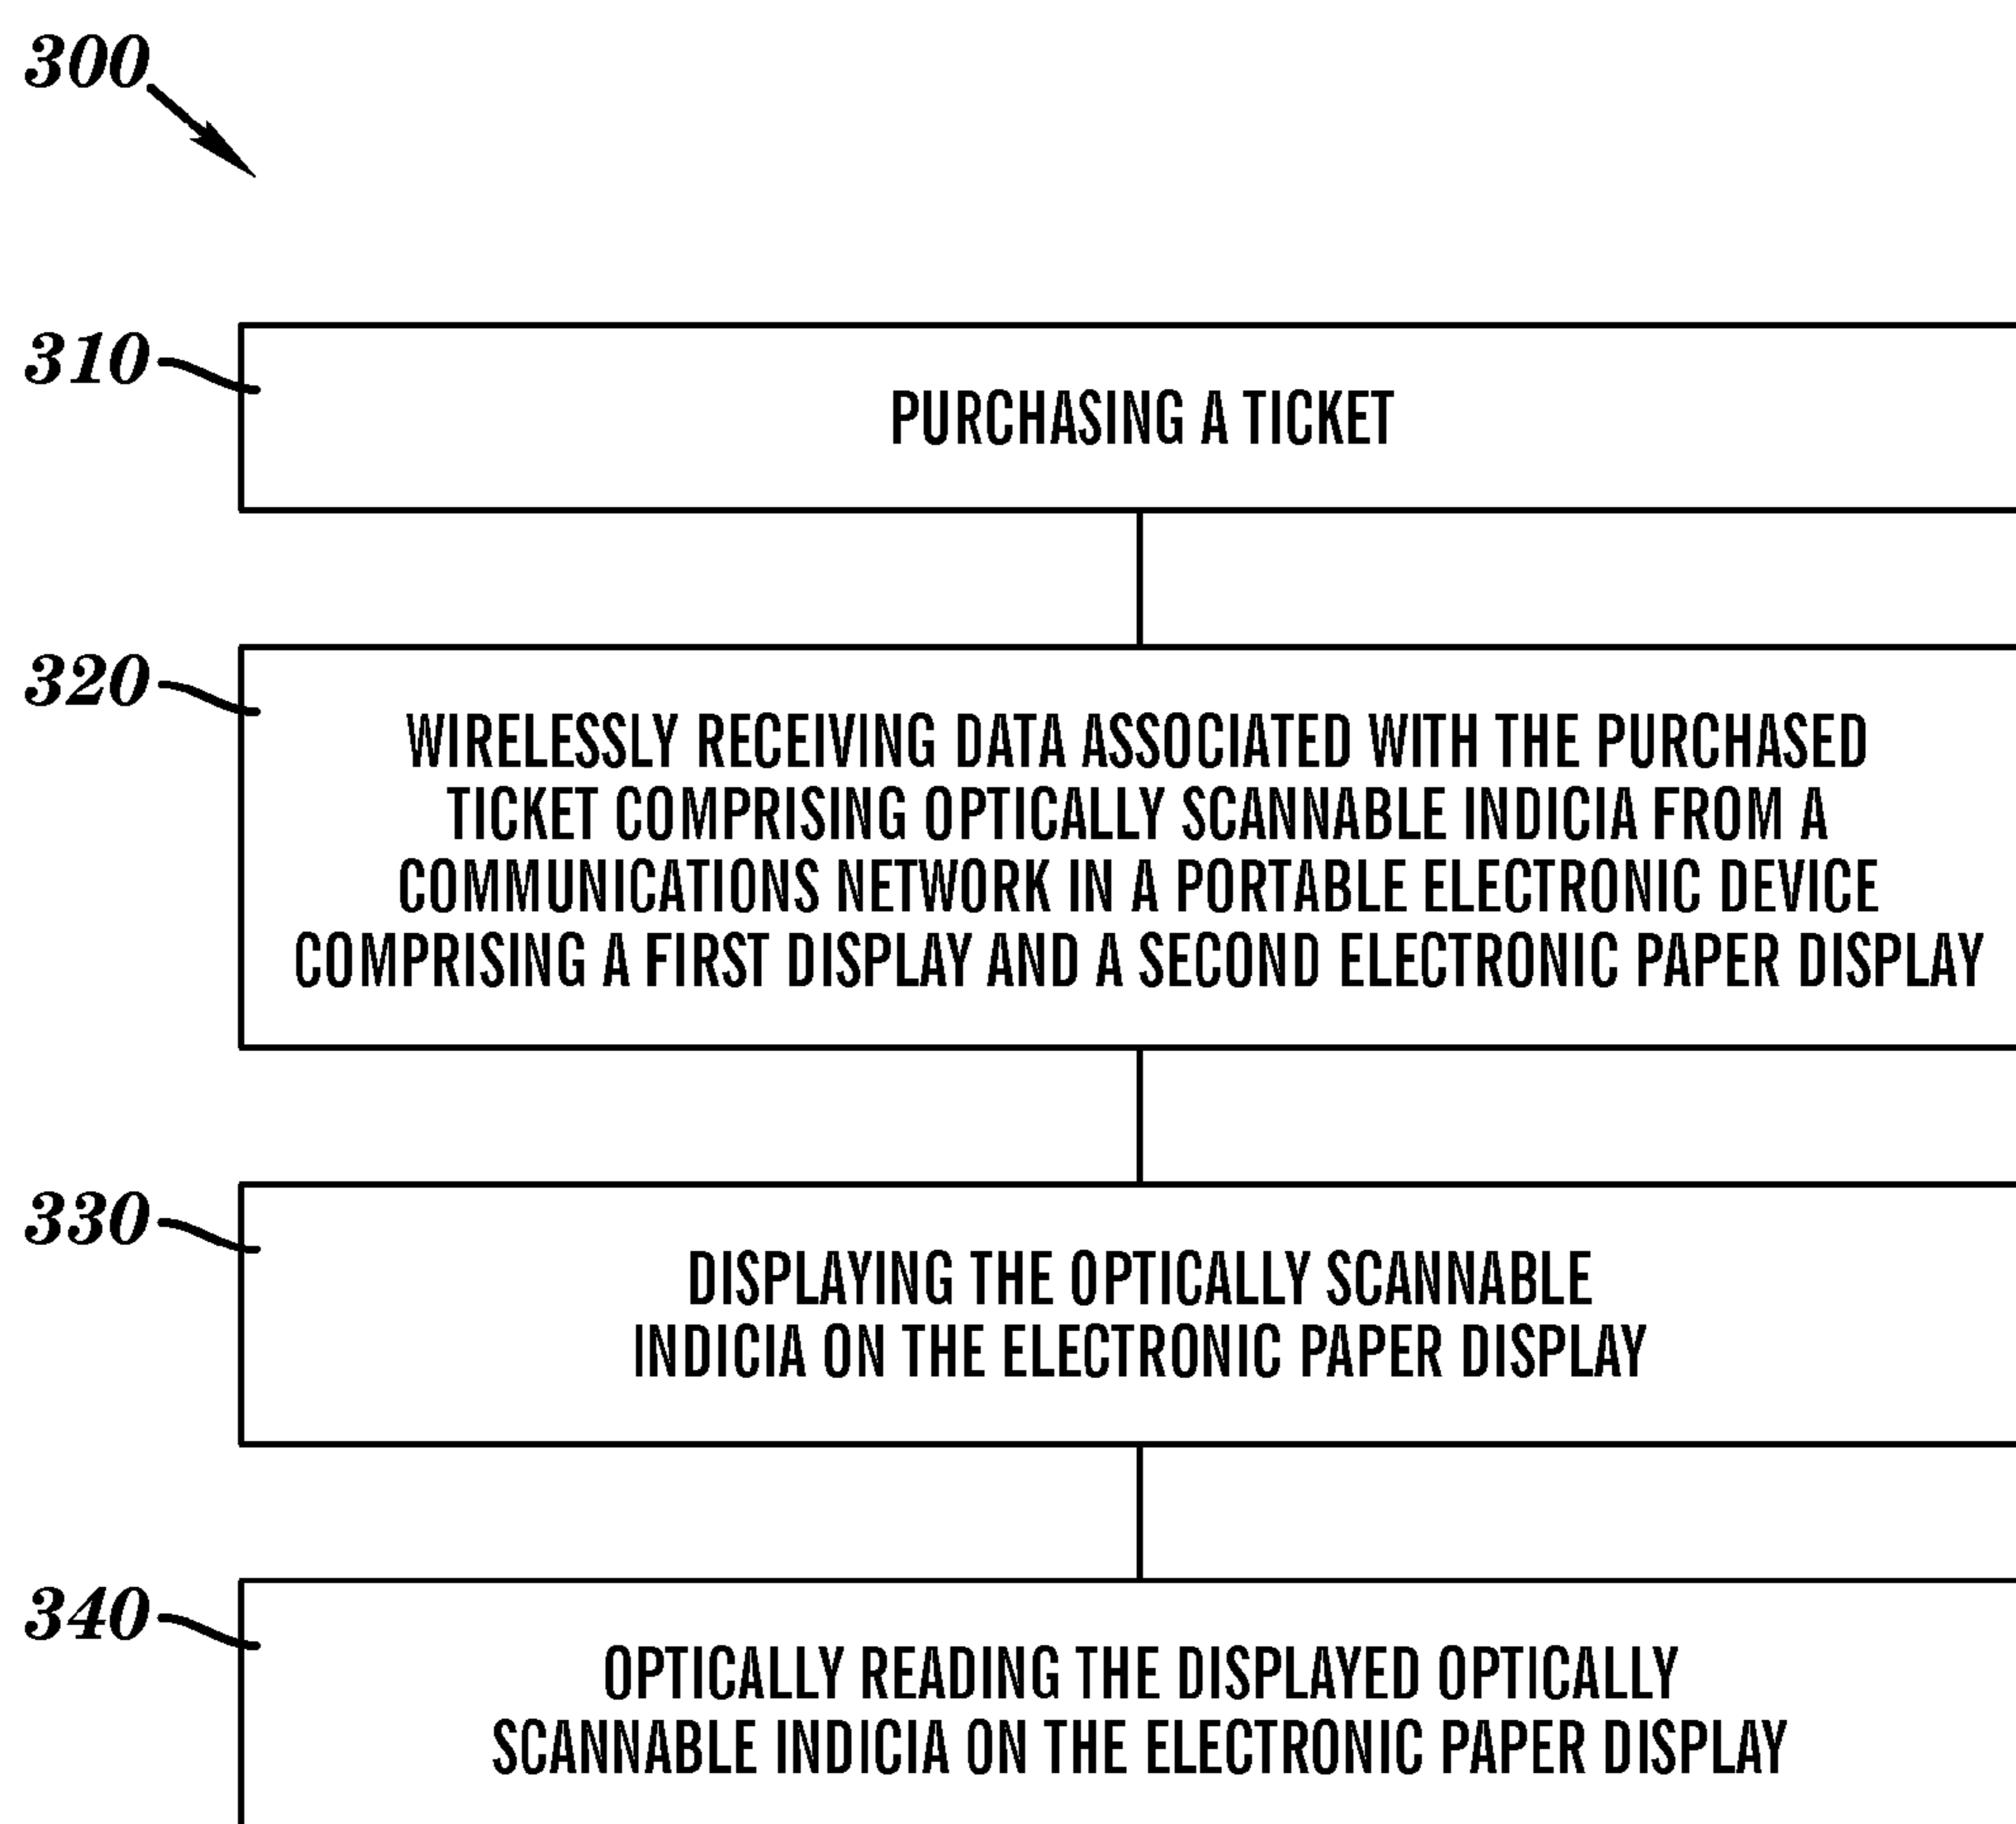 300
310
PURCHASING A TICKET
320
WIRELESSLY RECEIVING DATA ASSOCIATED WITH THE PURCHASED
TICKET COMPRISING OPTICALLY SCANNABLE INDICIA FROM A
COMMUNICATIONS NETWORK IN A PORTABLE ELECTRONIC DEVICE
COMPRISING A FIRST DISPLAY AND A SECOND ELECTRONIC PAPER DISPLAY
330
DISPLAYING THE OPTICALLY SCANNABLE
INDICIA ON THE ELECTRONIC PAPER DISPLAY
340
OPTICALLY READING THE DISPLAYED OPTICALLY
SCANNABLE INDICIA ON THE ELECTRONIC PAPER DISPLAY